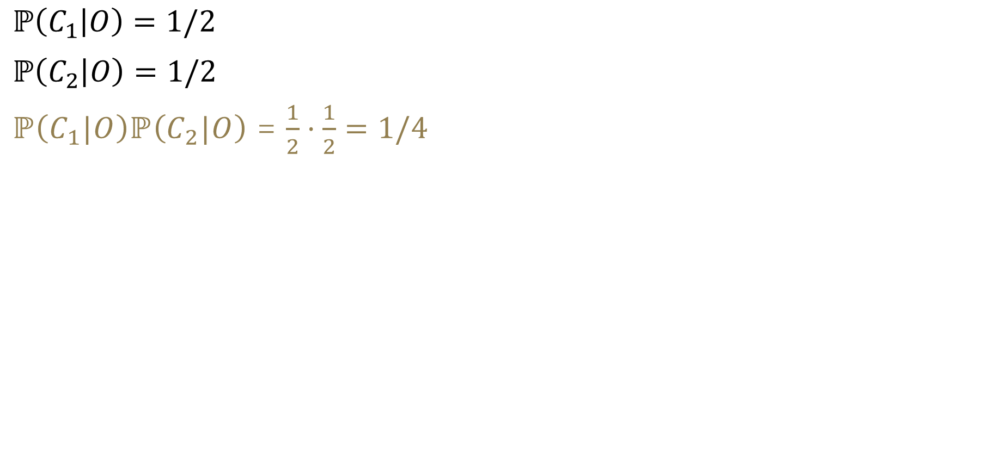 ℙ(C₁|O) = 1/2
ℙ(C₂|O) = 1/2
ℙ(C₁|O)ℙ(C₂|O) = 1/2 · 1/2 = 1/4